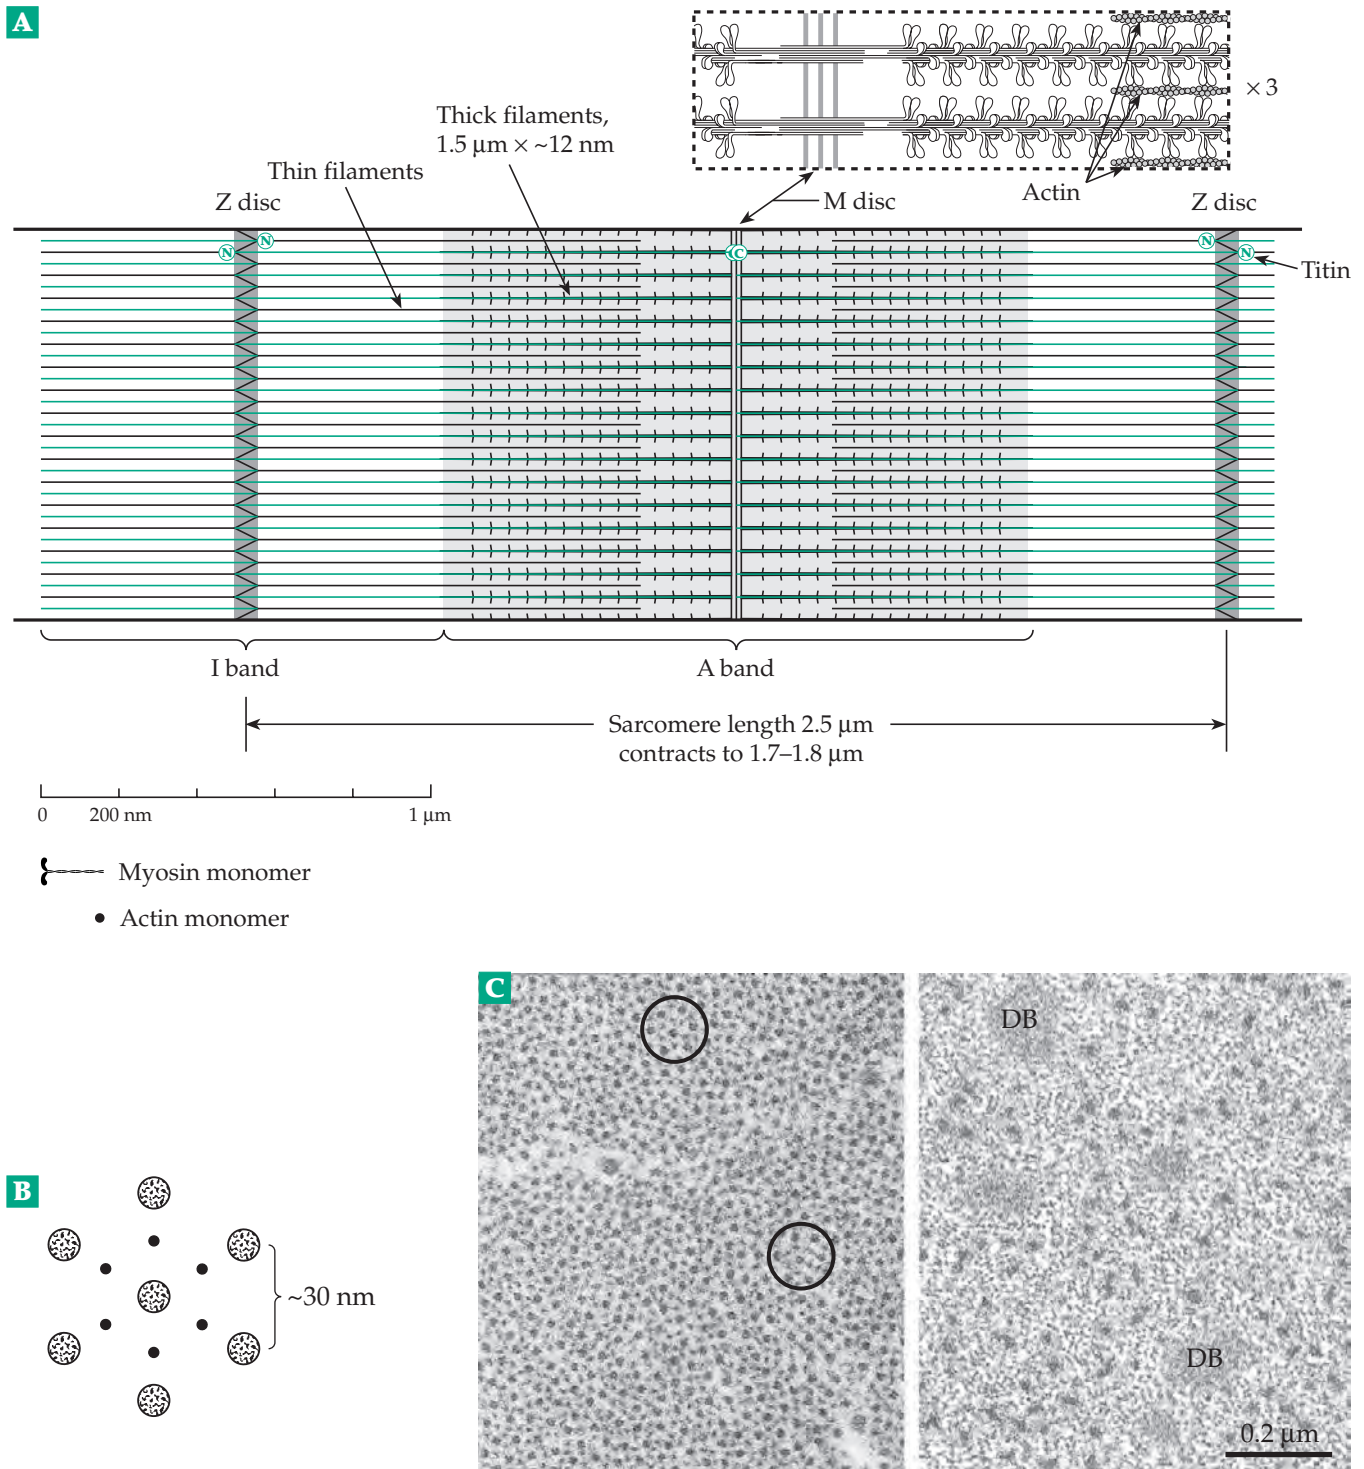 A
× 3
Thick filaments,
1.5 μm × ~12 nm
Thin filaments
Z disc
M disc
Actin
Z disc
N
N
C
N
N
Titin
I band
A band
Sarcomere length 2.5 μm
contracts to 1.7–1.8 μm
0 200 nm 1 μm
Myosin monomer
Actin monomer
B
~30 nm
C
DB
DB
0.2 μm